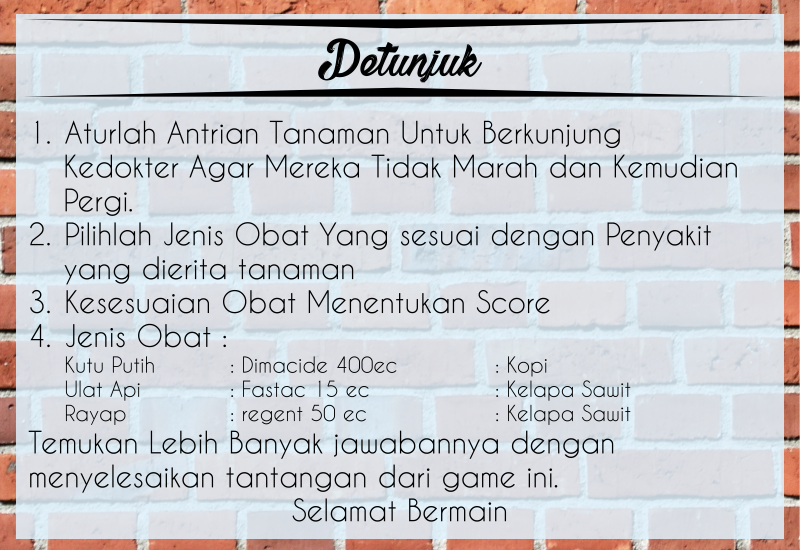 Petunjuk
1. Aturlah Antrian Tanaman Untuk Berkunjung
Kedokter Agar Mereka Tidak Marah dan Kemudian
Pergi.
2. Pilihlah Jenis Obat Yang sesuai dengan Penyakit
yang dierita tanaman
3. Kesesuaian Obat Menentukan Score
4. Jenis Obat :
Kutu Putih : Dimacide 400ec : Kopi
Ulat Api : Fastac 15 ec : Kelapa Sawit
Rayap : regent 50 ec : Kelapa Sawit
Temukan Lebih Banyak jawabannya dengan
menyelesaikan tantangan dari game ini.
Selamat Bermain